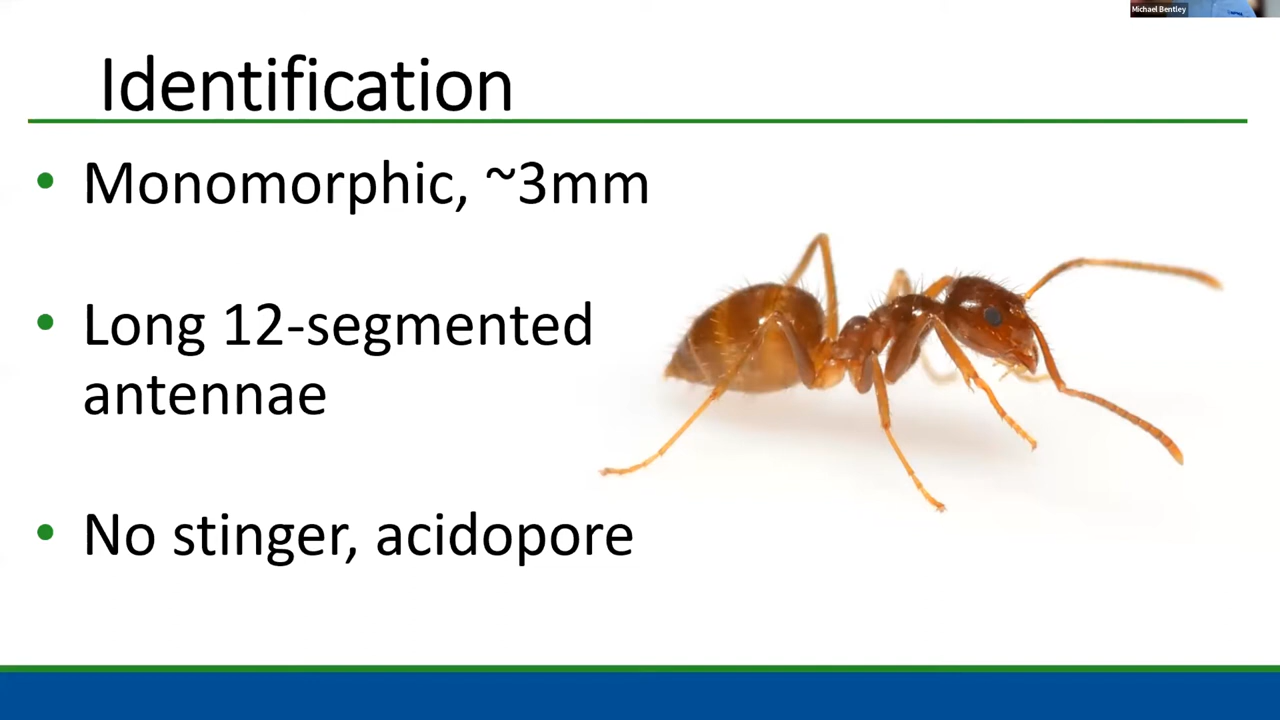 Michael Bentley
Identification
• Monomorphic, ~3mm
• Long 12-segmented
antennae
• No stinger, acidopore